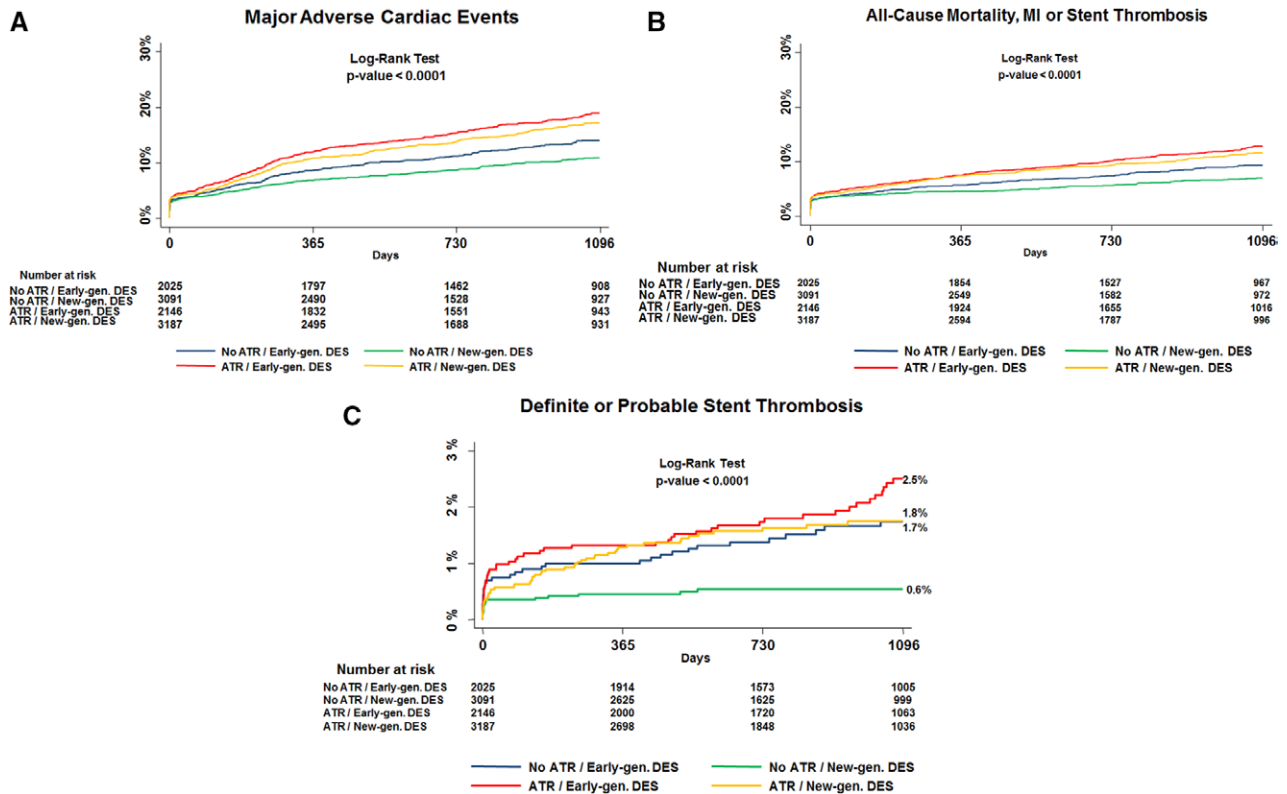 A
Major Adverse Cardiac Events
Log-Rank Test
p-value < 0.0001
30%
20%
10%
0%
0 365 730 1096
Days
Number at risk
No ATR / Early-gen. DES 2025 1797 1462 908
No ATR / New-gen. DES 3091 2490 1528 927
ATR / Early-gen. DES 2146 1832 1551 943
ATR / New-gen. DES 3187 2495 1688 931
No ATR / Early-gen. DES No ATR / New-gen. DES
ATR / Early-gen. DES ATR / New-gen. DES
B
All-Cause Mortality, MI or Stent Thrombosis
Log-Rank Test
p-value < 0.0001
30%
20%
10%
0%
0 365 730 1096
Days
Number at risk
No ATR / Early-gen. DES 2025 1854 1527 967
No ATR / New-gen. DES 3091 2549 1582 972
ATR / Early-gen. DES 2146 1924 1655 1016
ATR / New-gen. DES 3187 2594 1787 996
No ATR / Early-gen. DES No ATR / New-gen. DES
ATR / Early-gen. DES ATR / New-gen. DES
C
Definite or Probable Stent Thrombosis
Log-Rank Test
p-value < 0.0001
3 %
2 %
1 %
0 %
2.5%
1.8%
1.7%
0.6%
0 365 730 1096
Days
Number at risk
No ATR / Early-gen. DES 2025 1914 1573 1005
No ATR / New-gen. DES 3091 2625 1625 999
ATR / Early-gen. DES 2146 2000 1720 1063
ATR / New-gen. DES 3187 2698 1848 1036
No ATR / Early-gen. DES No ATR / New-gen. DES
ATR / Early-gen. DES ATR / New-gen. DES